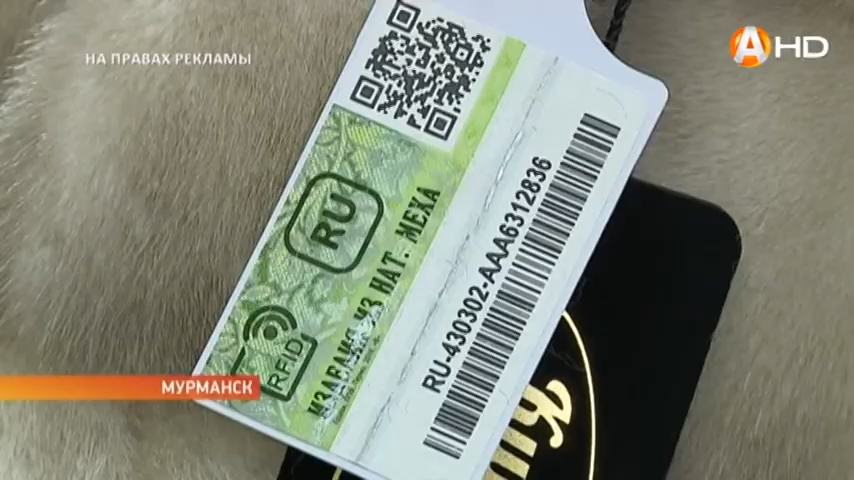 НА ПРАВАХ РЕКЛАМЫ
А HD
RU
ИЗДЕЛИЯ ИЗ НАТ. МЕХА
RFID
RU-430302-AAA6312836
МУРМАНСК